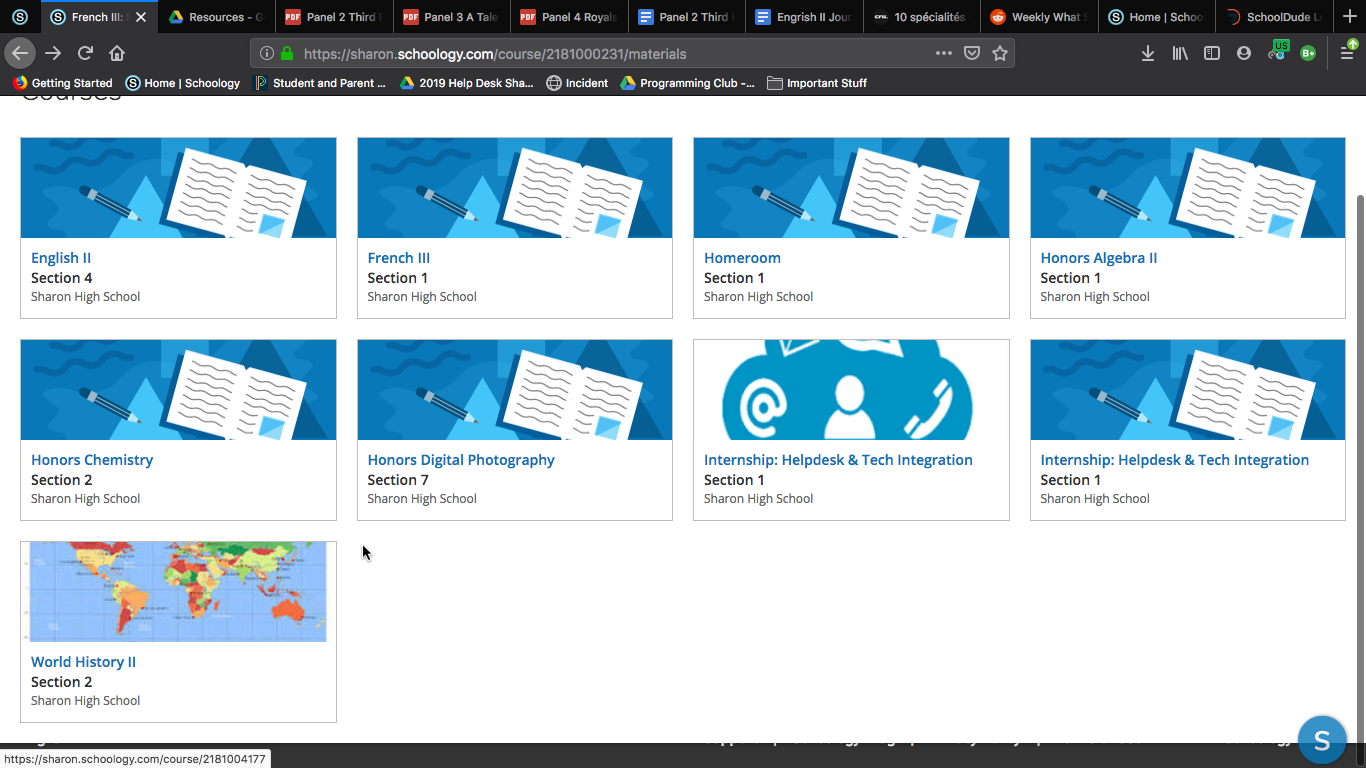 French III:
Resources - G
PDF Panel 2 Third
PDF Panel 3 A Tale
PDF Panel 4 Royals
Panel 2 Third
Engrish II Jour
10 spécialités
Weekly What
Home | Schoo
SchoolDude L
https://sharon.schoology.com/course/2181000231/materials
US
B+
Getting Started
Home | Schoology
Student and Parent ...
2019 Help Desk Sha...
Incident
Programming Club -...
Important Stuff
Courses
English II
Section 4
Sharon High School
French III
Section 1
Sharon High School
Homeroom
Section 1
Sharon High School
Honors Algebra II
Section 1
Sharon High School
Honors Chemistry
Section 2
Sharon High School
Honors Digital Photography
Section 7
Sharon High School
Internship: Helpdesk & Tech Integration
Section 1
Sharon High School
Internship: Helpdesk & Tech Integration
Section 1
Sharon High School
World History II
Section 2
Sharon High School
S
https://sharon.schoology.com/course/2181004177